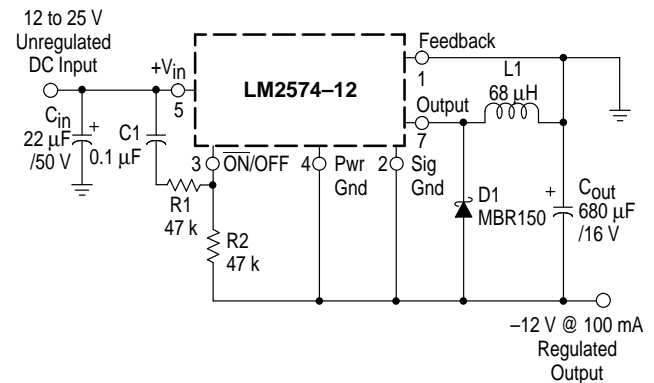 12 to 25 V
Unregulated
DC Input
+Vin
5
LM2574–12
Feedback
1
L1
68 µH
Output
7
Cin
22 µF
/50 V
+
C1
0.1 µF
3
ON/OFF
4
Pwr
Gnd
2
Sig
Gnd
R1
47 k
R2
47 k
D1
MBR150
+
Cout
680 µF
/16 V
–12 V @ 100 mA
Regulated
Output